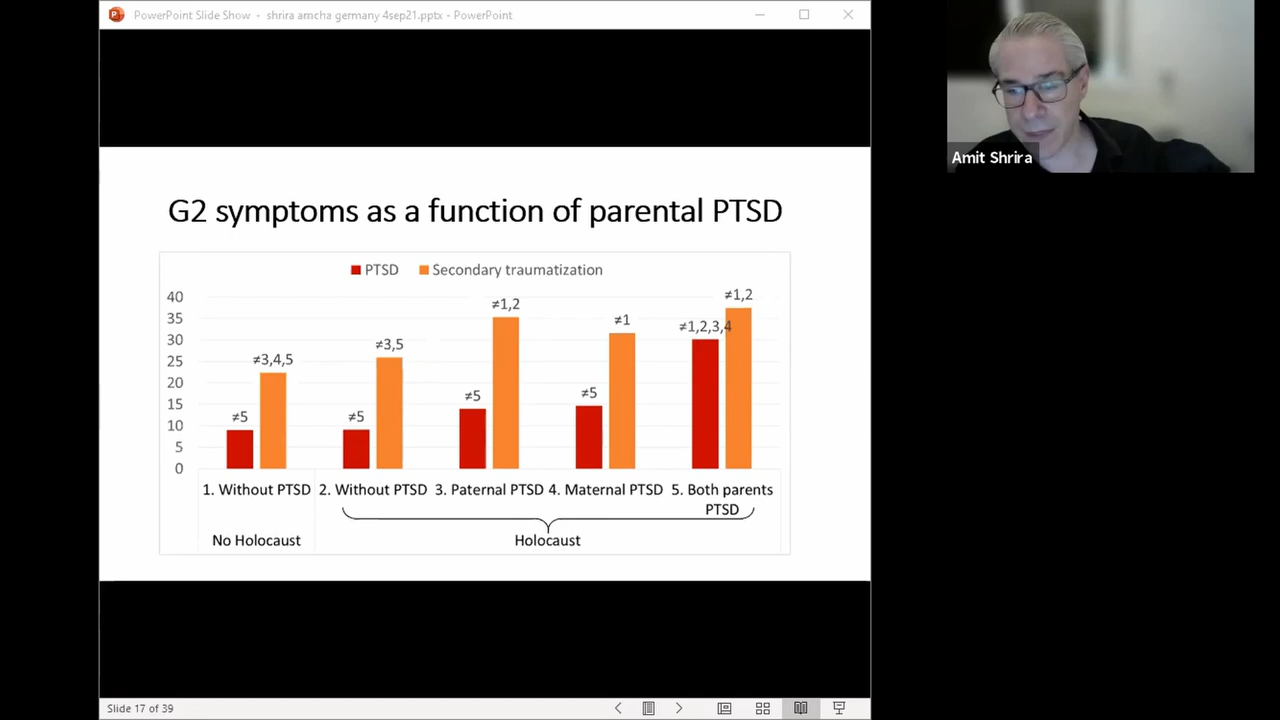 PowerPoint Slide Show - shrira amcha germany 4sep21.pptx - PowerPoint
Amit Shrira
G2 symptoms as a function of parental PTSD
PTSD Secondary traumatization
40
35
30
25
20
15
10
5
0
≠5
≠3,4,5
≠5
≠3,5
≠5
≠1,2
≠5
≠1
≠1,2,3,4
≠1,2
1. Without PTSD 2. Without PTSD 3. Paternal PTSD 4. Maternal PTSD 5. Both parents
PTSD
No Holocaust Holocaust
Slide 17 of 39